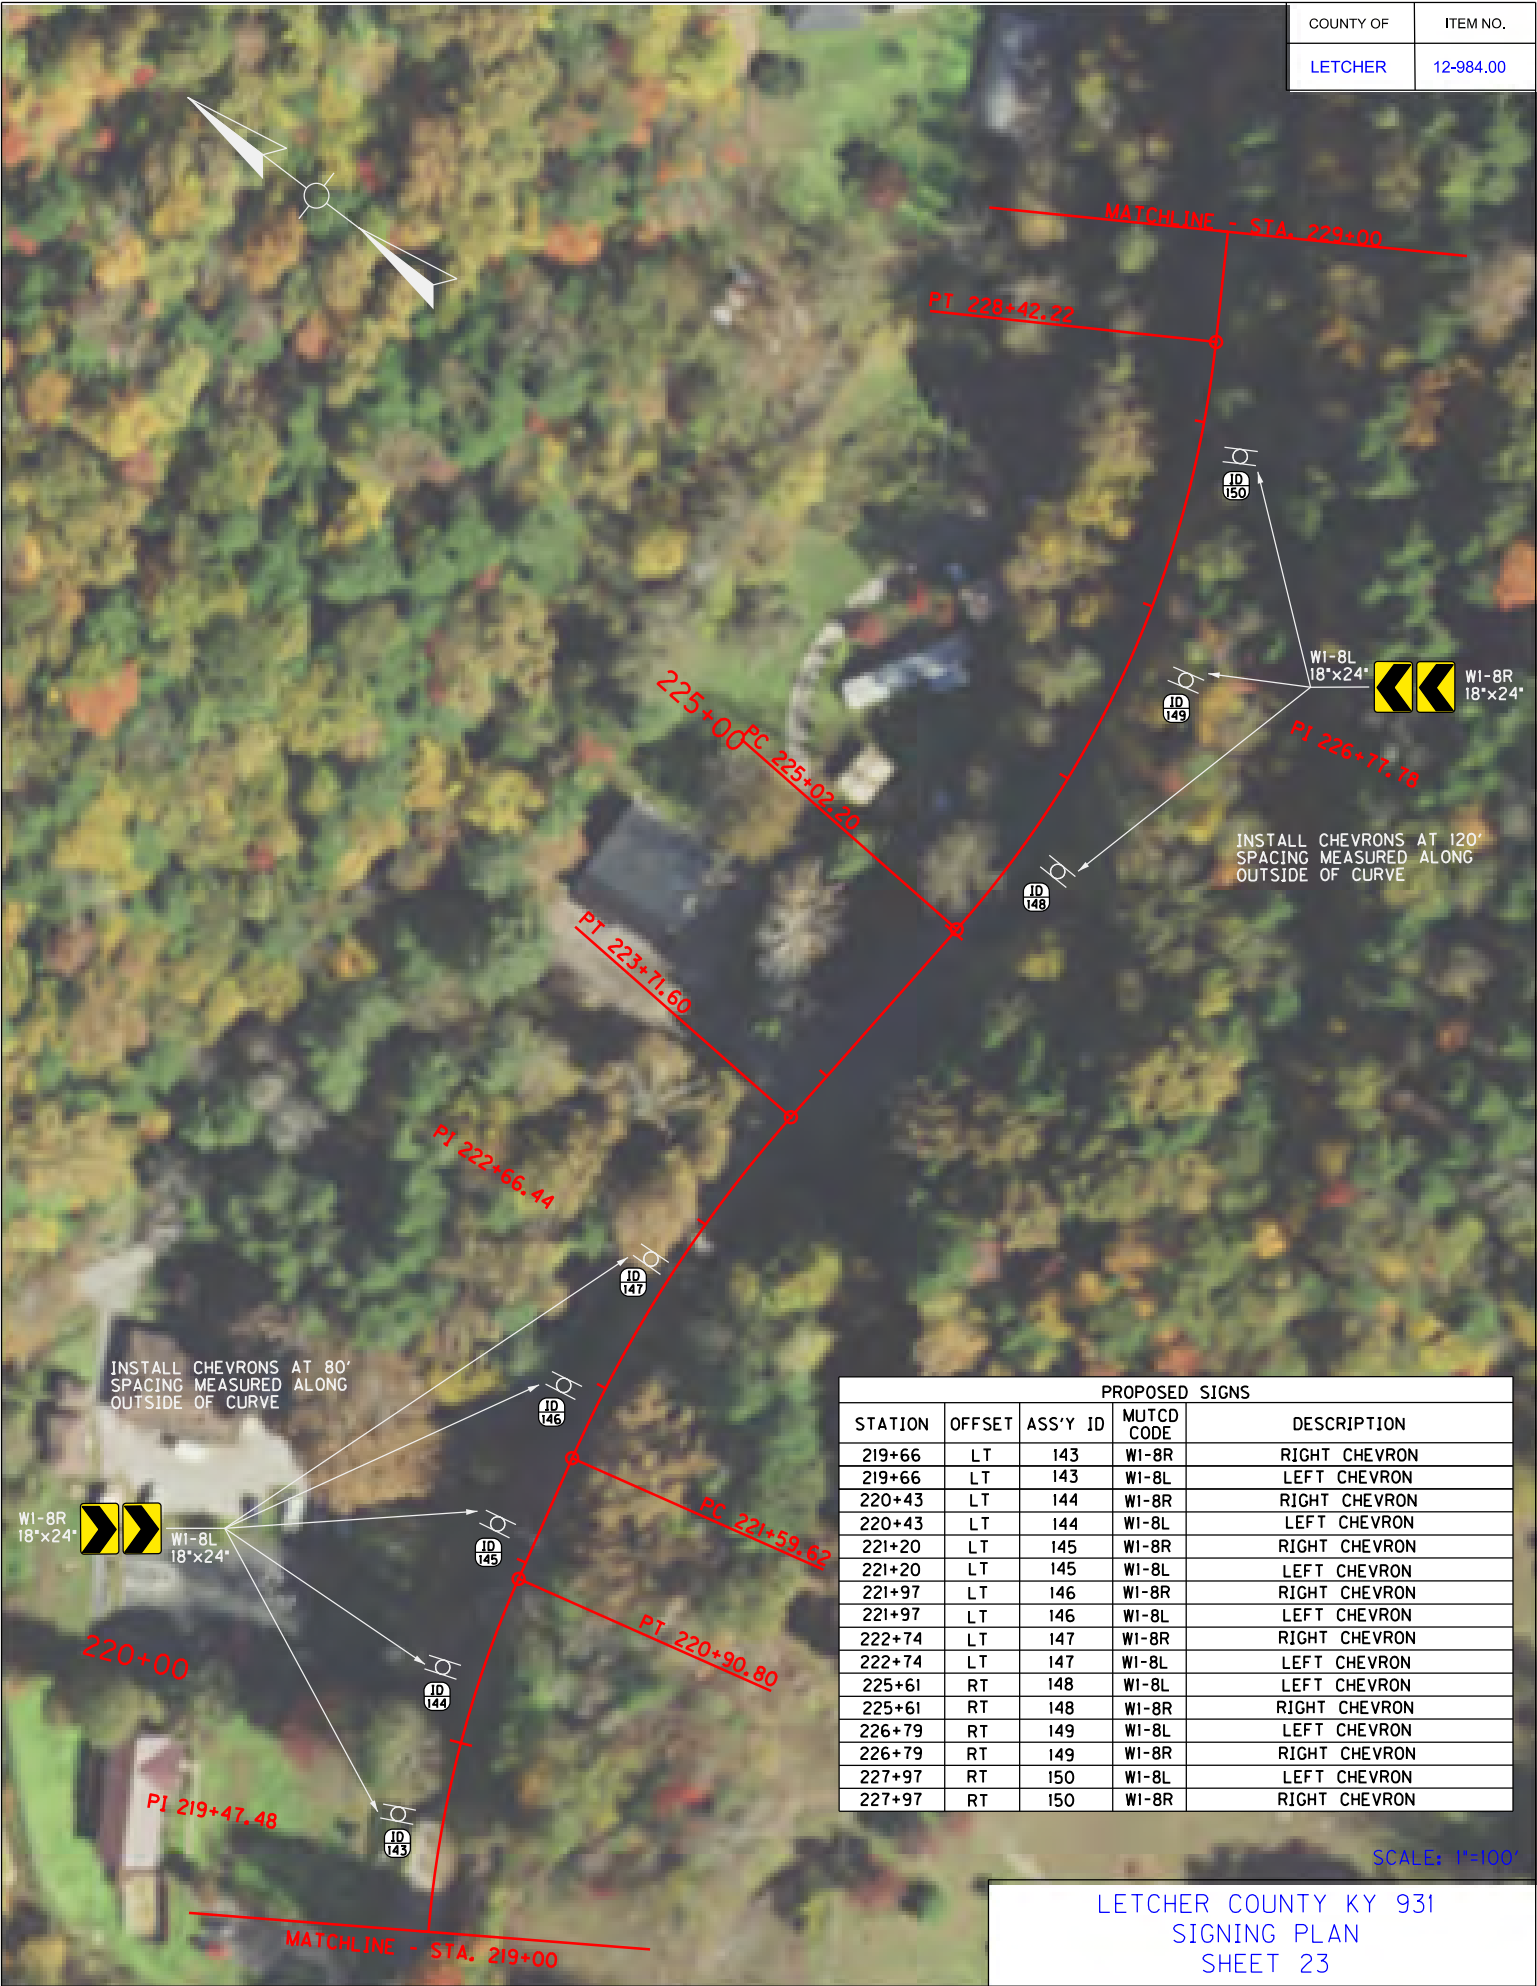 COUNTY OF ITEM NO.
LETCHER 12-984.00
MATCHLINE - STA. 229+00
PT 228+42.22
ID
150
W1-8L
18"x24"
W1-8R
18"x24"
ID
149
PI 226+77.78
225+00
PC 225+02.20
INSTALL CHEVRONS AT 120'
SPACING MEASURED ALONG
OUTSIDE OF CURVE
ID
148
PT 223+71.60
PI 222+66.44
ID
147
INSTALL CHEVRONS AT 80'
SPACING MEASURED ALONG
OUTSIDE OF CURVE
ID
146
W1-8R
18"x24"
W1-8L
18"x24"
ID
145
PC 221+59.62
PT 220+90.80
220+00
ID
144
PI 219+47.48
ID
143
MATCHLINE - STA. 219+00
PROPOSED SIGNS
STATION OFFSET ASS'Y ID MUTCD CODE DESCRIPTION
219+66 LT 143 W1-8R RIGHT CHEVRON
219+66 LT 143 W1-8L LEFT CHEVRON
220+43 LT 144 W1-8R RIGHT CHEVRON
220+43 LT 144 W1-8L LEFT CHEVRON
221+20 LT 145 W1-8R RIGHT CHEVRON
221+20 LT 145 W1-8L LEFT CHEVRON
221+97 LT 146 W1-8R RIGHT CHEVRON
221+97 LT 146 W1-8L LEFT CHEVRON
222+74 LT 147 W1-8R RIGHT CHEVRON
222+74 LT 147 W1-8L LEFT CHEVRON
225+61 RT 148 W1-8L LEFT CHEVRON
225+61 RT 148 W1-8R RIGHT CHEVRON
226+79 RT 149 W1-8L LEFT CHEVRON
226+79 RT 149 W1-8R RIGHT CHEVRON
227+97 RT 150 W1-8L LEFT CHEVRON
227+97 RT 150 W1-8R RIGHT CHEVRON
SCALE: 1"=100'
LETCHER COUNTY KY 931
SIGNING PLAN
SHEET 23